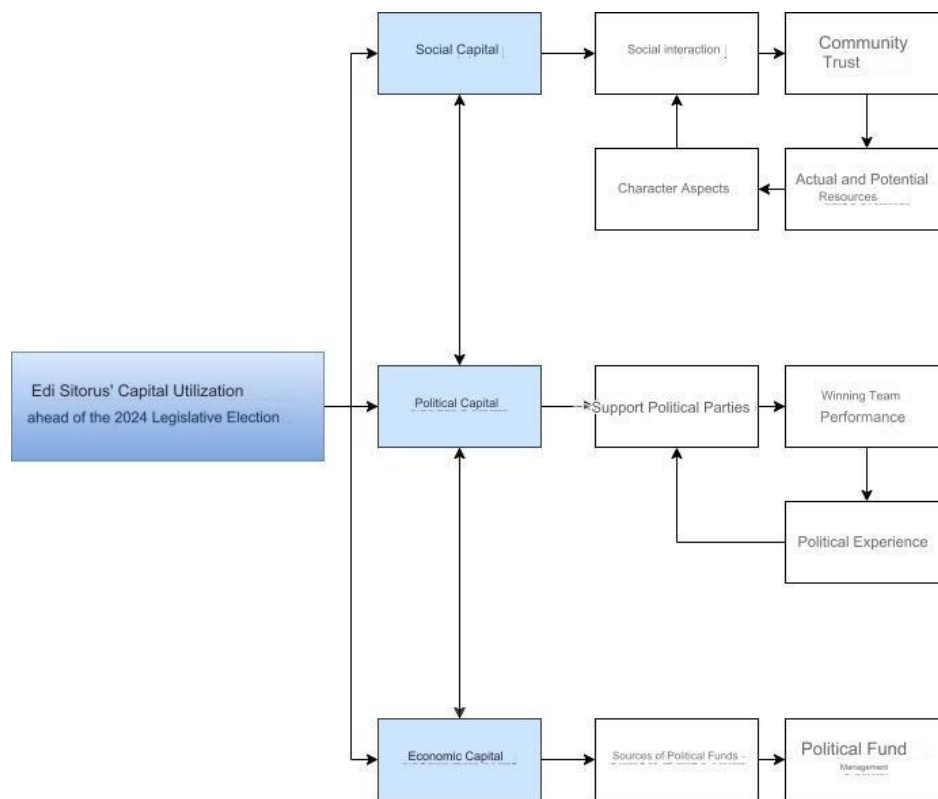 Social Capital
Social interaction
Community
Trust
Character Aspects
Actual and Potential
Resources
Edi Sitorus' Capital Utilization
ahead of the 2024 Legislative Election
Political Capital
Support Political Parties
Winning Team
Performance
Political Experience
Economic Capital
Sources of Political Funds -
Political Fund
Management